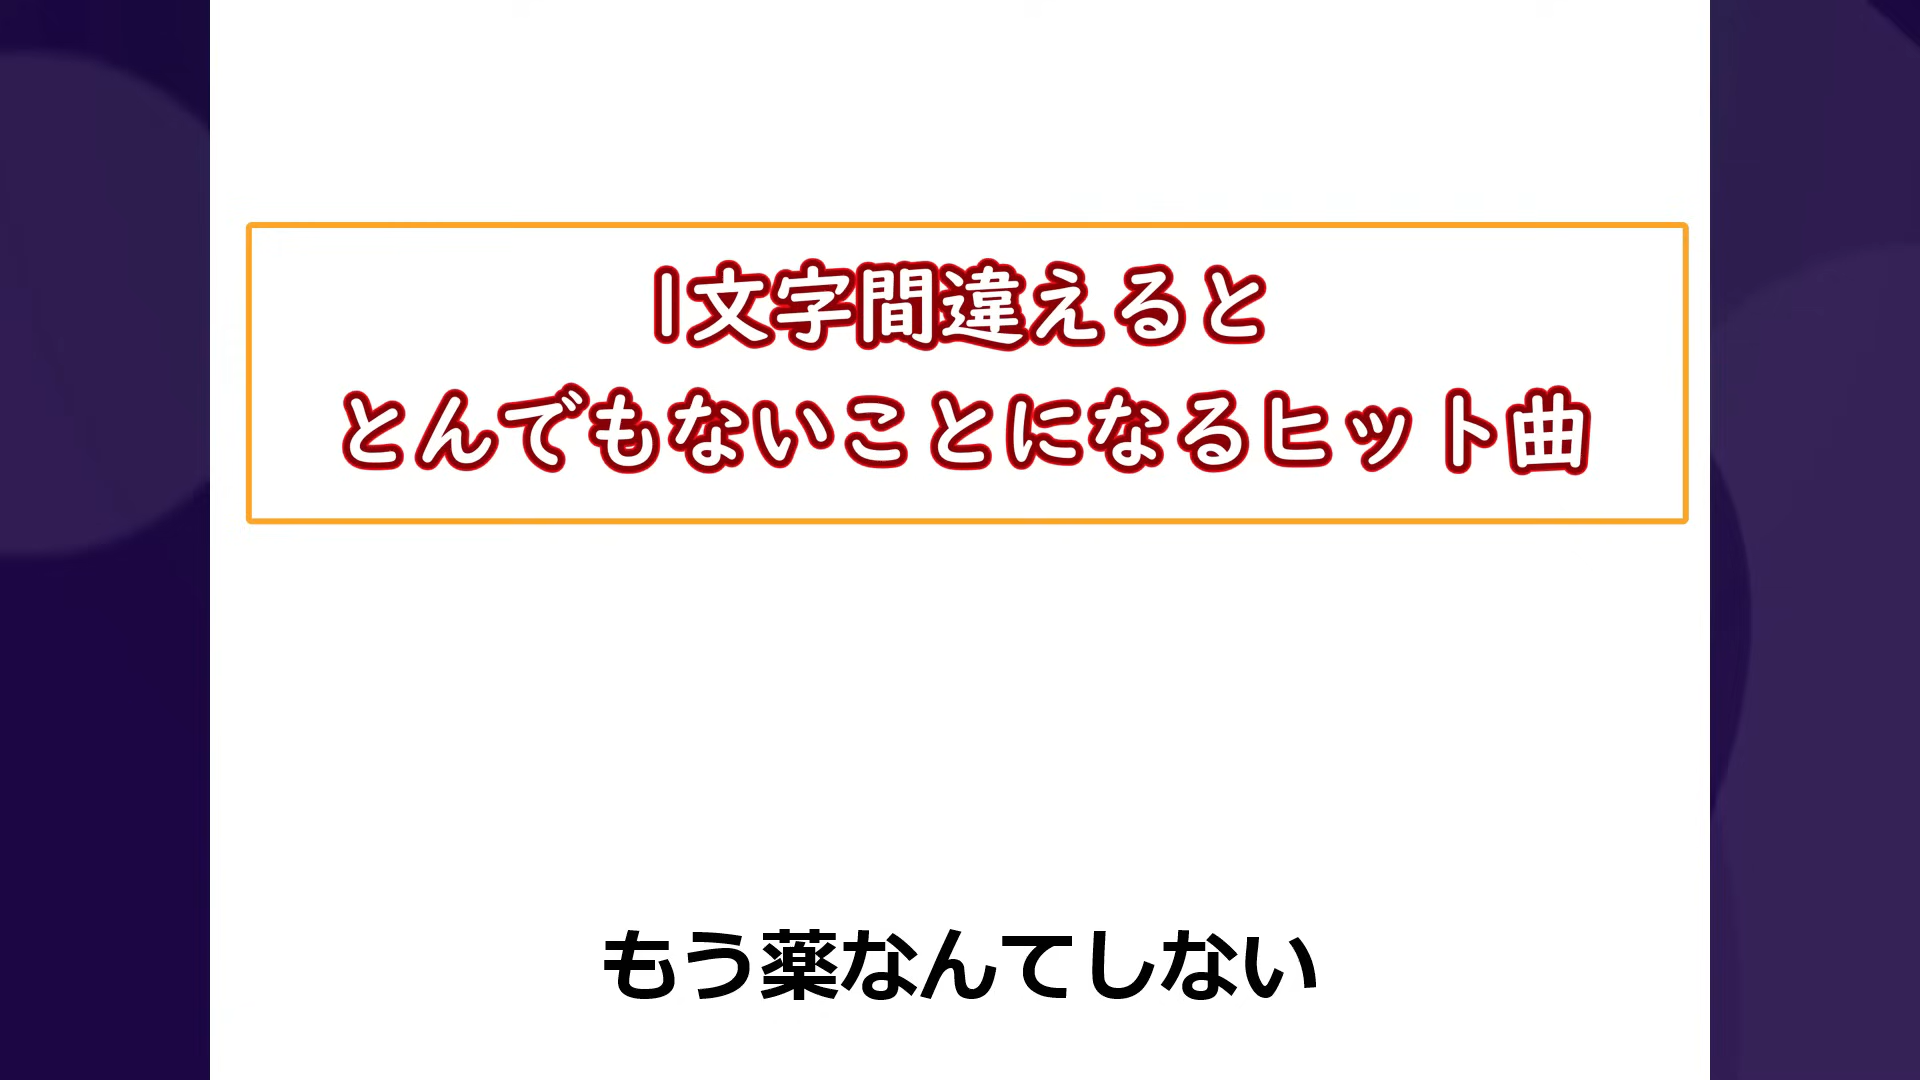 1文字間違えると
とんでもないことになるヒット曲
もう薬なんてしない